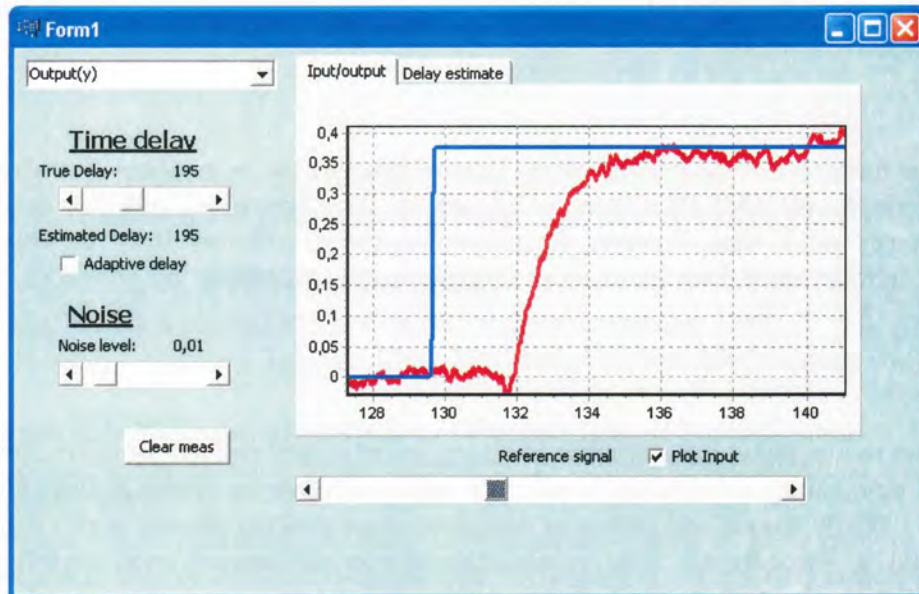 Form1
Output(y)
Time delay
True Delay: 195
Estimated Delay: 195
Adaptive delay
Noise
Noise level: 0,01
Clear meas
Iput/output Delay estimate
0,4
0,35
0,3
0,25
0,2
0,15
0,1
0,05
0
128 130 132 134 136 138 140
Reference signal Plot Input